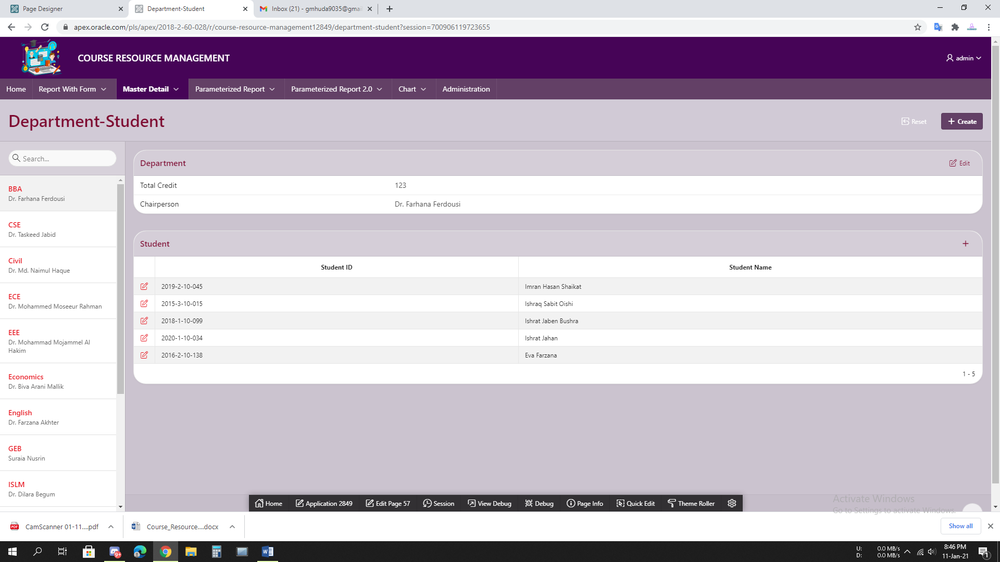 Page Designer
Department-Student
Inbox (21) - gmhuda9035@gmai
apex.oracle.com/pls/apex/2018-2-60-028/r/course-resource-management12849/department-student?session=700906119723655
COURSE RESOURCE MANAGEMENT
admin
Home
Report With Form
Master Detail
Parameterized Report
Parameterized Report 2.0
Chart
Administration
Department-Student
Reset
Create
Search...
BBA
Dr. Farhana Ferdousi
CSE
Dr. Taskeed Jabid
Civil
Dr. Md. Naimul Haque
ECE
Dr. Mohammed Moseeur Rahman
EEE
Dr. Mohammad Mojammel Al
Hakim
Economics
Dr. Biva Arani Mallik
English
Dr. Farzana Akhter
GEB
Suraia Nusrin
ISLM
Dr. Dilara Begum
Department
Edit
Total Credit 123
Chairperson Dr. Farhana Ferdousi
Student
Student ID Student Name
2019-2-10-045 Imran Hasan Shaikat
2015-3-10-015 Ishraq Sabit Oishi
2018-1-10-099 Ishrat Jaben Bushra
2020-1-10-034 Ishrat Jahan
2016-2-10-138 Eva Farzana
1 - 5
Home
Application 2849
Edit Page 57
Session
View Debug
Debug
Page Info
Quick Edit
Theme Roller
Activate Windows
Go to Settings to activate Windows.
CamScanner 01-11....pdf
Course_Resource....docx
Show all
U: 0.0 MB/s
D: 0.0 MB/s
8:46 PM
11-Jan-21
9+
1